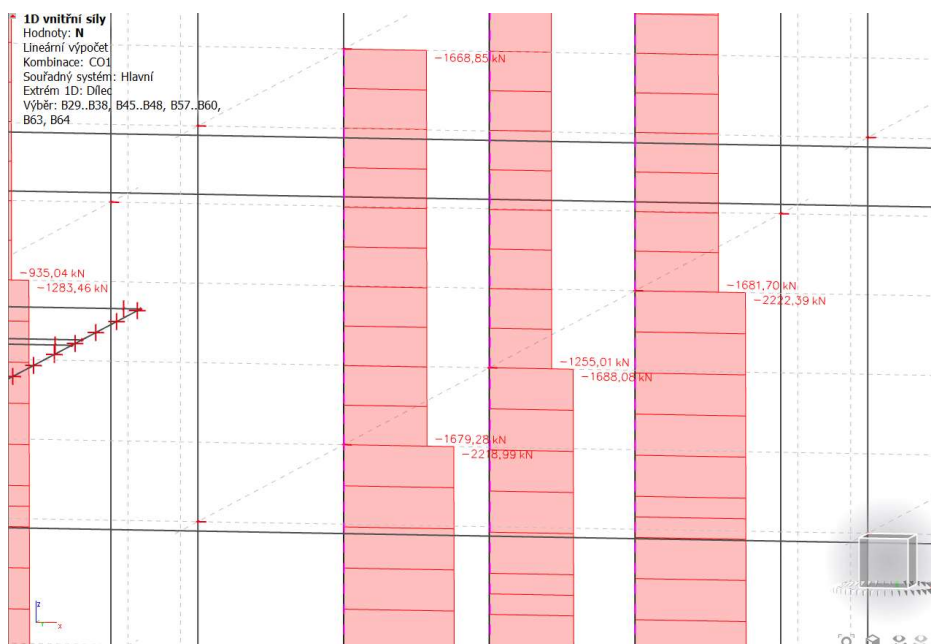 1D vnitřní síly
Hodnoty: N
Lineární výpočet
Kombinace: CO1
Souřadný systém: Hlavní
Extrém 1D: Dílec
Výběr: B29..B38, B45..B48, B57..B60,
B63, B64
-1668,85 kN
-935,04 kN
-1283,46 kN
-1681,70 kN
-2222,39 kN
-1255,01 kN
-1688,08 kN
-1679,28 kN
-2218,99 kN
z
x